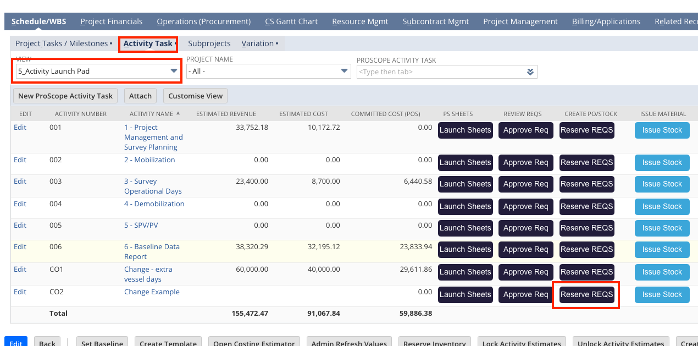 Schedule/WBS Project Financials Operations (Procurement) CS Gantt Chart Resource Mgmt Subcontract Mgmt Project Management Billing/Applications Related Rec
Project Tasks / Milestones • Activity Task • Subprojects Variation •
VIEW PROJECT NAME PROSCOPE ACTIVITY TASK
5_Activity Launch Pad - All - <Type then tab>
New ProScope Activity Task Attach Customise View
EDIT ACTIVITY NUMBER ACTIVITY NAME ▲ ESTIMATED REVENUE ESTIMATED COST COMMITTED COST (POS) IPS SHEETS REVIEW REQS CREATE PO/STOCK ISSUE MATERIAL
Edit 001 1 - Project Management and Survey Planning 33,752.18 10,172.72 0.00 Launch Sheets Approve Req Reserve REQS Issue Stock
Edit 002 2 - Mobilization 0.00 0.00 0.00 Launch Sheets Approve Req Reserve REQS Issue Stock
Edit 003 3 - Survey Operational Days 23,400.00 8,700.00 6,440.58 Launch Sheets Approve Req Reserve REQS Issue Stock
Edit 004 4 - Demobilization 0.00 0.00 0.00 Launch Sheets Approve Req Reserve REQS Issue Stock
Edit 005 5 - SPV/PV 0.00 0.00 0.00 Launch Sheets Approve Req Reserve REQS Issue Stock
Edit 006 6 - Baseline Data Report 38,320.29 32,195.12 23,833.94 Launch Sheets Approve Req Reserve REQS Issue Stock
Edit CO1 Change - extra vessel days 60,000.00 40,000.00 29,611.86 Launch Sheets Approve Req Reserve REQS Issue Stock
Edit CO2 Change Example 0.00 Launch Sheets Approve Req Reserve REQS Issue Stock
Total 155,472.47 91,067.84 59,886.38
Edit Back Set Baseline Create Template Open Costing Estimator Admin Refresh Values Reserve Inventory Lock Activity Estimates Unlock Activity Estimates